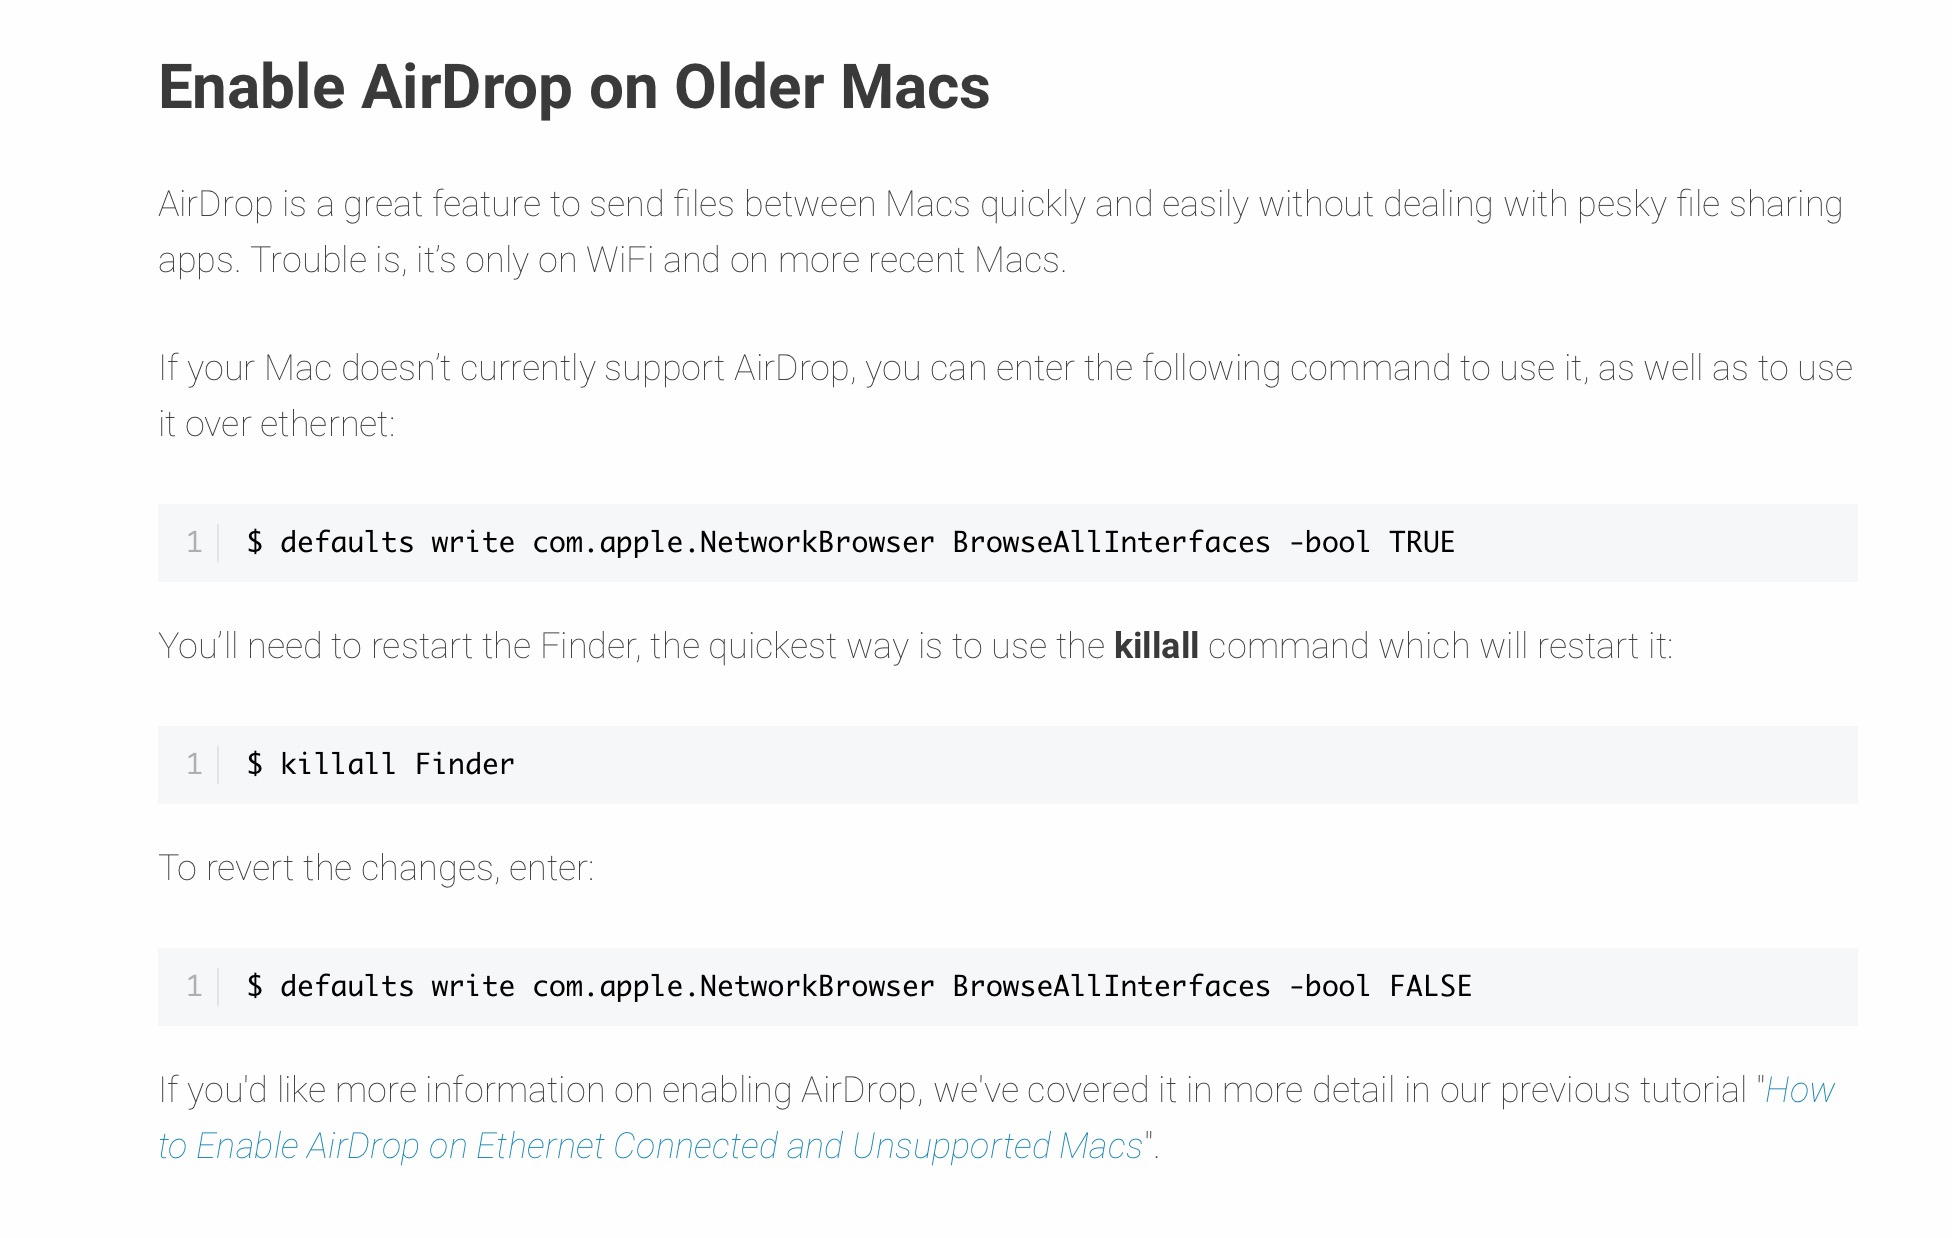 Enable AirDrop on Older Macs
AirDrop is a great feature to send files between Macs quickly and easily without dealing with pesky file sharing
apps. Trouble is, it’s only on WiFi and on more recent Macs.
If your Mac doesn’t currently support AirDrop, you can enter the following command to use it, as well as to use
it over ethernet:
1 $ defaults write com.apple.NetworkBrowser BrowseAllInterfaces -bool TRUE
You’ll need to restart the Finder, the quickest way is to use the killall command which will restart it:
1 $ killall Finder
To revert the changes, enter:
1 $ defaults write com.apple.NetworkBrowser BrowseAllInterfaces -bool FALSE
If you'd like more information on enabling AirDrop, we've covered it in more detail in our previous tutorial "How
to Enable AirDrop on Ethernet Connected and Unsupported Macs".